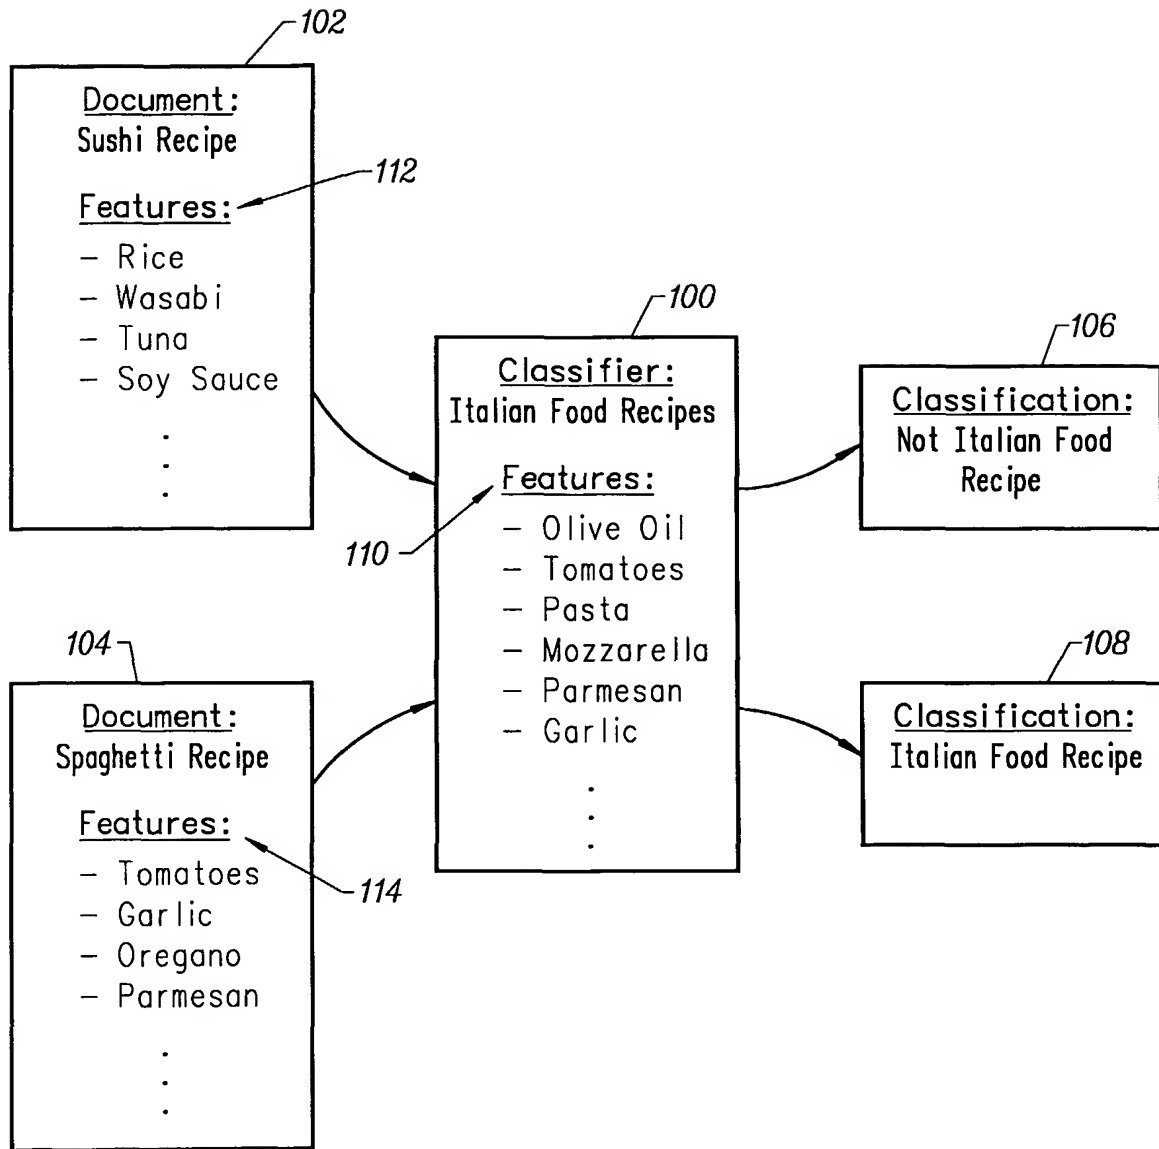 102
Document:
Sushi Recipe
112
Features:
– Rice
– Wasabi
– Tuna
– Soy Sauce
.
.
.
104
Document:
Spaghetti Recipe
Features:
114
– Tomatoes
– Garlic
– Oregano
– Parmesan
.
.
.
100
Classifier:
Italian Food Recipes
Features:
110
– Olive Oil
– Tomatoes
– Pasta
– Mozzarella
– Parmesan
– Garlic
.
.
.
106
Classification:
Not Italian Food
Recipe
108
Classification:
Italian Food Recipe